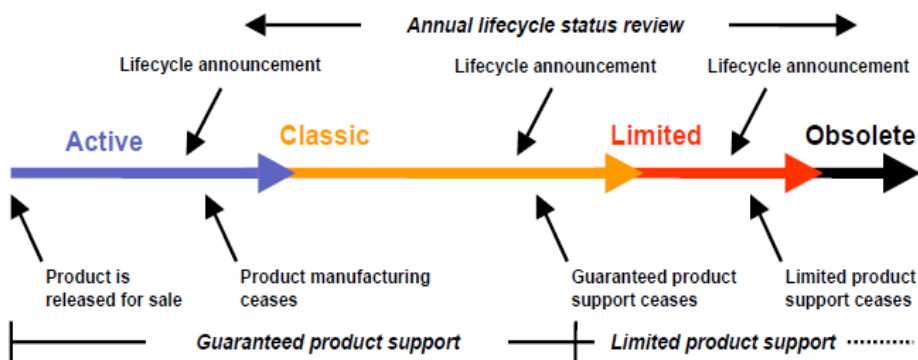 Annual lifecycle status review
Lifecycle announcement
Lifecycle announcement
Lifecycle announcement
Active
Classic
Limited
Obsolete
Product is
released for sale
Product manufacturing
ceases
Guaranteed product
support ceases
Limited product
support ceases
Guaranteed product support
Limited product support